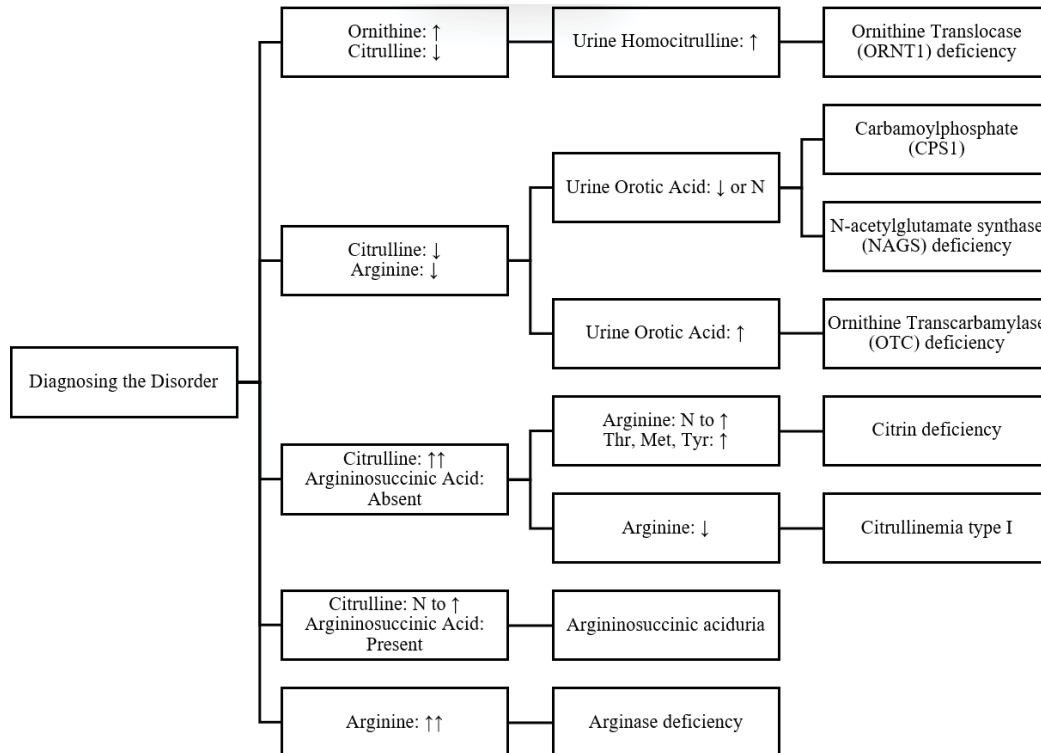 Ornithine: ↑
Citrulline: ↓
Urine Homocitrulline: ↑
Ornithine Translocase
(ORNT1) deficiency
Citrulline: ↓
Arginine: ↓
Urine Orotic Acid: ↓ or N
Carbamoylphosphate
(CPS1)
N-acetylglutamate synthase
(NAGS) deficiency
Urine Orotic Acid: ↑
Ornithine Transcarbamylase
(OTC) deficiency
Diagnosing the Disorder
Citrulline: ↑↑
Argininosuccinic Acid:
Absent
Arginine: N to ↑
Thr, Met, Tyr: ↑
Citrin deficiency
Arginine: ↓
Citrullinemia type I
Citrulline: N to ↑
Argininosuccinic Acid:
Present
Argininosuccinic aciduria
Arginine: ↑↑
Arginase deficiency